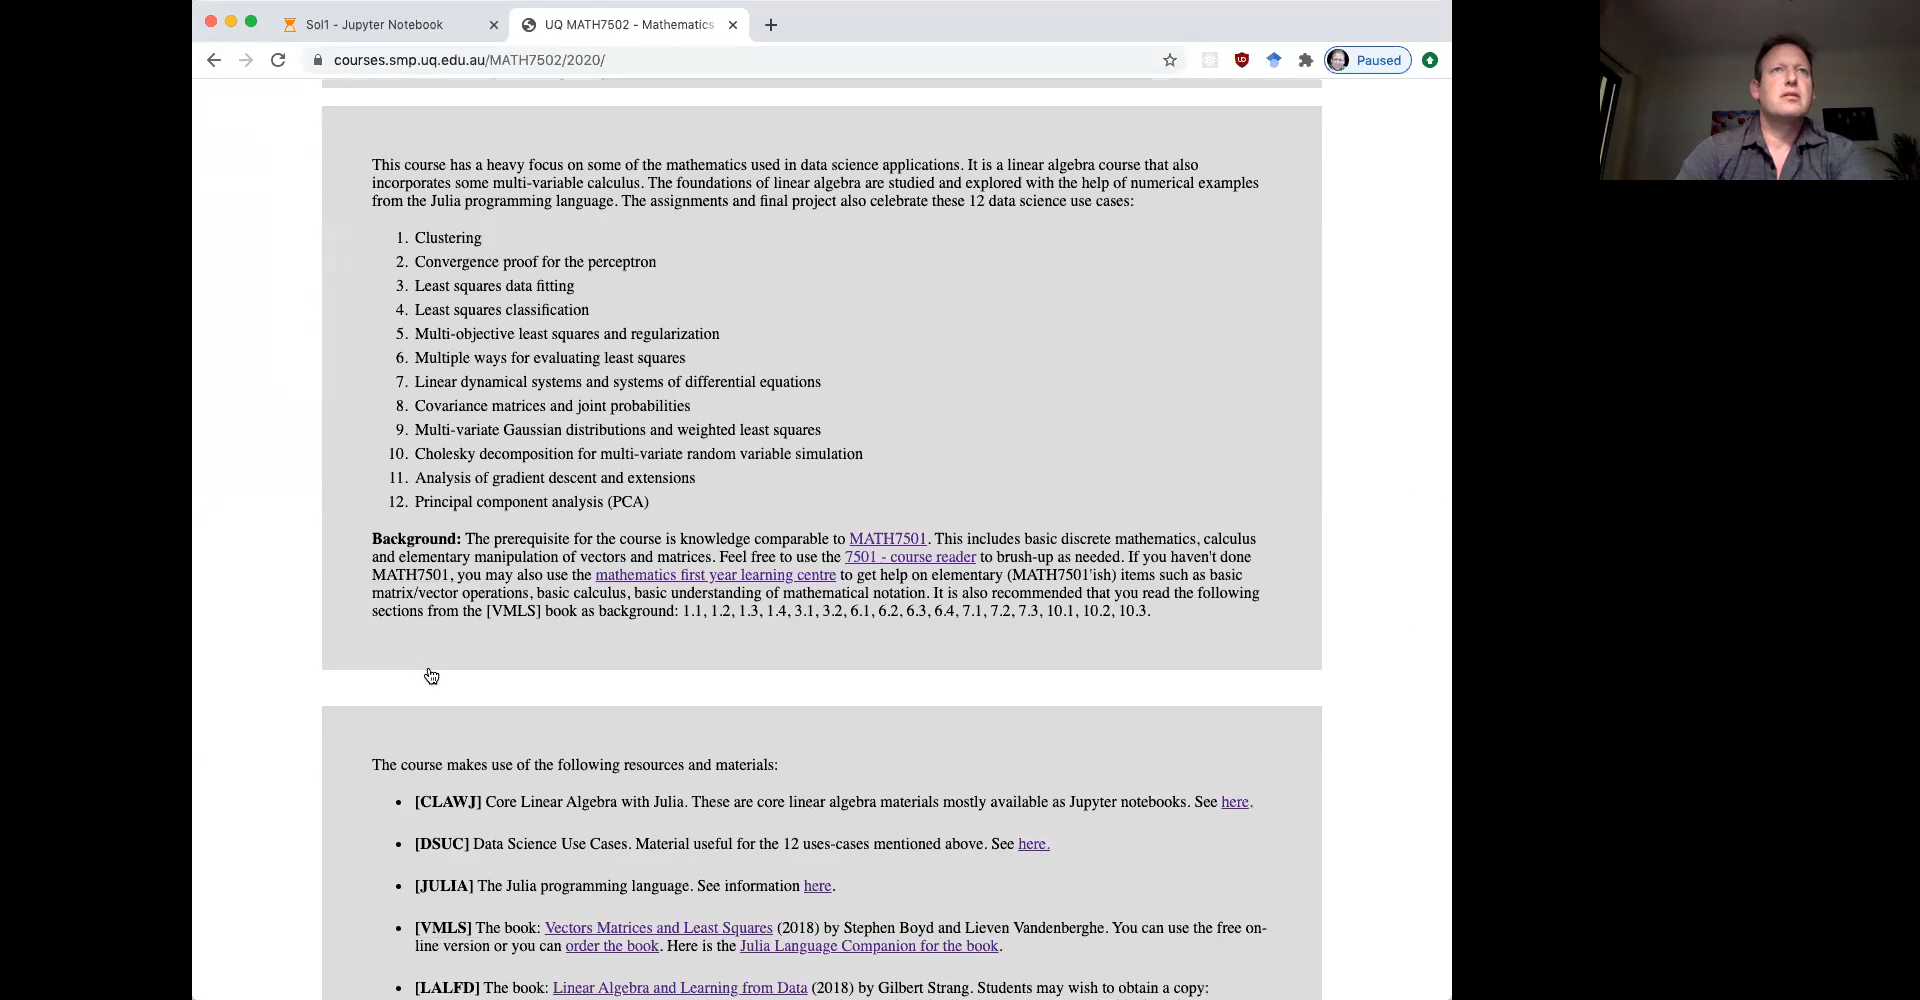 Sol1 - Jupyter Notebook
UQ MATH7502 - Mathematics
courses.smp.uq.edu.au/MATH7502/2020/
Paused
This course has a heavy focus on some of the mathematics used in data science applications. It is a linear algebra course that also
incorporates some multi-variable calculus. The foundations of linear algebra are studied and explored with the help of numerical examples
from the Julia programming language. The assignments and final project also celebrate these 12 data science use cases:
1. Clustering
2. Convergence proof for the perceptron
3. Least squares data fitting
4. Least squares classification
5. Multi-objective least squares and regularization
6. Multiple ways for evaluating least squares
7. Linear dynamical systems and systems of differential equations
8. Covariance matrices and joint probabilities
9. Multi-variate Gaussian distributions and weighted least squares
10. Cholesky decomposition for multi-variate random variable simulation
11. Analysis of gradient descent and extensions
12. Principal component analysis (PCA)
Background: The prerequisite for the course is knowledge comparable to MATH7501. This includes basic discrete mathematics, calculus
and elementary manipulation of vectors and matrices. Feel free to use the 7501 - course reader to brush-up as needed. If you haven't done
MATH7501, you may also use the mathematics first year learning centre to get help on elementary (MATH7501'ish) items such as basic
matrix/vector operations, basic calculus, basic understanding of mathematical notation. It is also recommended that you read the following
sections from the [VMLS] book as background: 1.1, 1.2, 1.3, 1.4, 3.1, 3.2, 6.1, 6.2, 6.3, 6.4, 7.1, 7.2, 7.3, 10.1, 10.2, 10.3.
The course makes use of the following resources and materials:
• [CLAWJ] Core Linear Algebra with Julia. These are core linear algebra materials mostly available as Jupyter notebooks. See here.
• [DSUC] Data Science Use Cases. Material useful for the 12 uses-cases mentioned above. See here.
• [JULIA] The Julia programming language. See information here.
• [VMLS] The book: Vectors Matrices and Least Squares (2018) by Stephen Boyd and Lieven Vandenberghe. You can use the free on-
line version or you can order the book. Here is the Julia Language Companion for the book.
• [LALFD] The book: Linear Algebra and Learning from Data (2018) by Gilbert Strang. Students may wish to obtain a copy: